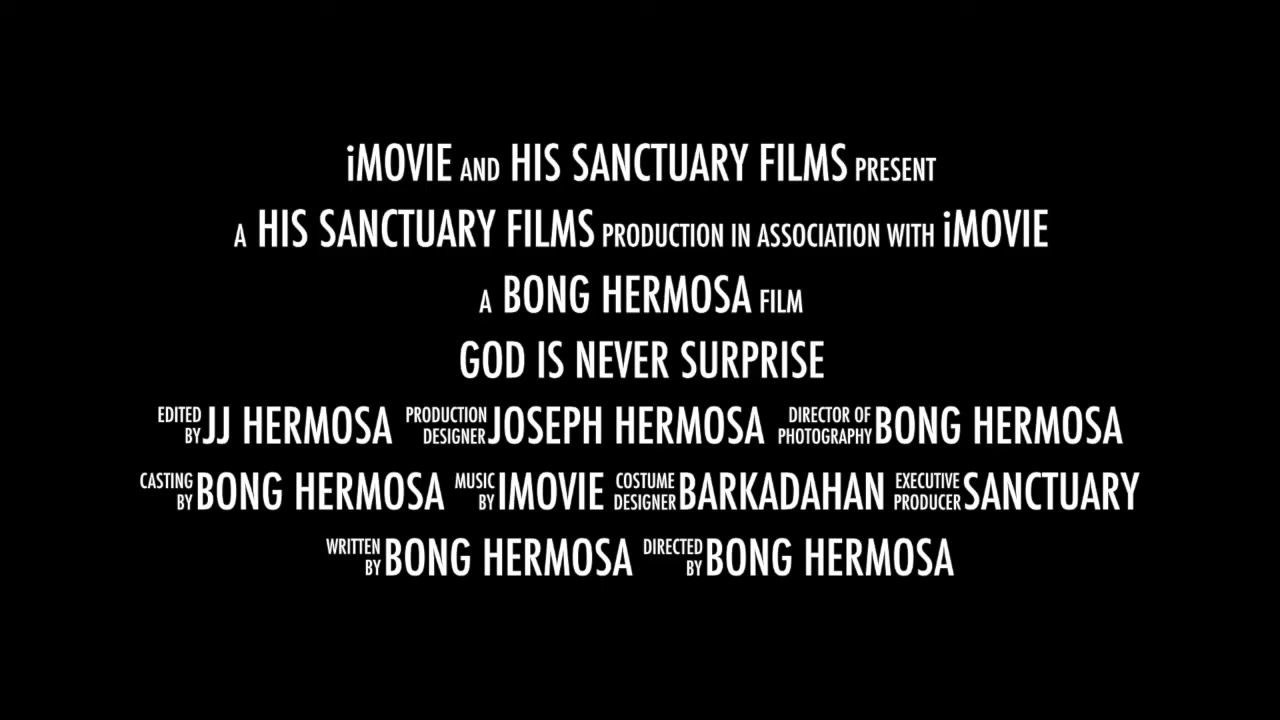 iMOVIE AND HIS SANCTUARY FILMS PRESENT
A HIS SANCTUARY FILMS PRODUCTION IN ASSOCIATION WITH iMOVIE
A BONG HERMOSA FILM
GOD IS NEVER SURPRISE
EDITED BY JJ HERMOSA PRODUCTION DESIGNER JOSEPH HERMOSA DIRECTOR OF PHOTOGRAPHY BONG HERMOSA
CASTING BY BONG HERMOSA MUSIC BY IMOVIE COSTUME DESIGNER BARKADAHAN EXECUTIVE PRODUCER SANCTUARY
WRITTEN BY BONG HERMOSA DIRECTED BY BONG HERMOSA